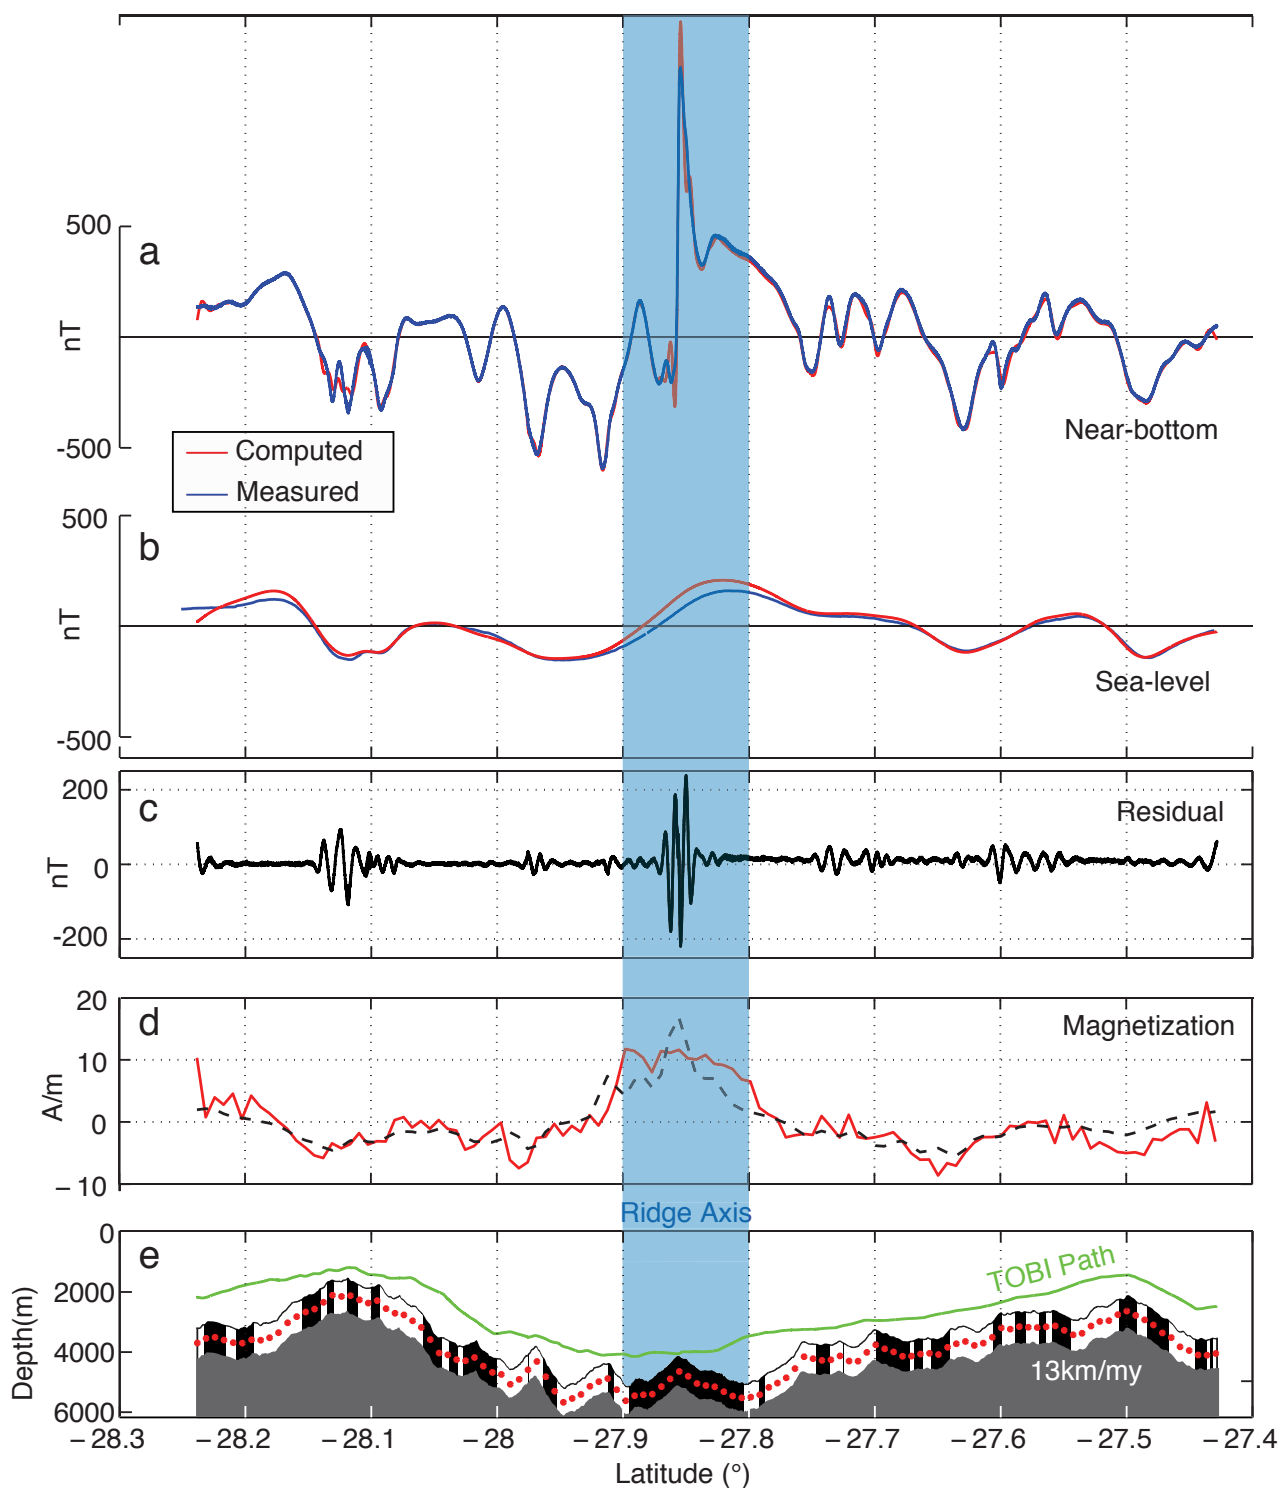 500
a
nT
Near-bottom
-500
Computed
Measured
500
b
nT
Sea-level
-500
200
c
Residual
nT
0
-200
20
d
Magnetization
10
A/m
0
−10
Ridge Axis
0
e
TOBI Path
2000
Depth(m)
4000
13km/my
6000
−28.3 −28.2 −28.1 −28 −27.9 −27.8 −27.7 −27.6 −27.5 −27.4
Latitude (°)